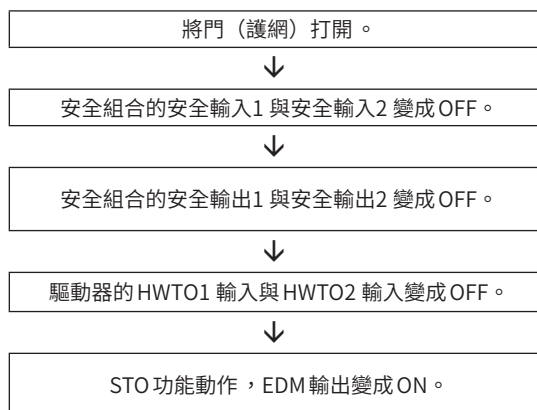 將門（護網）打開。
安全組合的安全輸入1 與安全輸入2 變成OFF。
安全組合的安全輸出1 與安全輸出2 變成OFF。
驅動器的HWTO1 輸入與HWTO2 輸入變成OFF。
STO功能動作，EDM輸出變成ON。